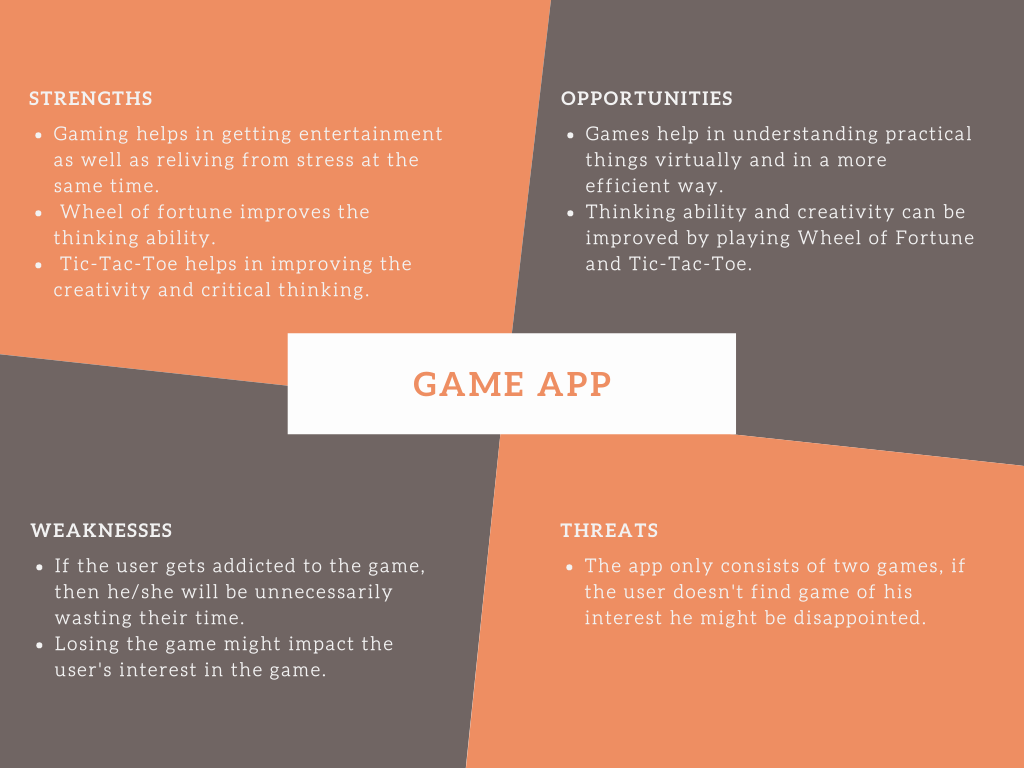 STRENGTHS
• Gaming helps in getting entertainment
as well as reliving from stress at the
same time.
• Wheel of fortune improves the
thinking ability.
• Tic-Tac-Toe helps in improving the
creativity and critical thinking.
OPPORTUNITIES
• Games help in understanding practical
things virtually and in a more
efficient way.
• Thinking ability and creativity can be
improved by playing Wheel of Fortune
and Tic-Tac-Toe.
GAME APP
WEAKNESSES
• If the user gets addicted to the game,
then he/she will be unnecessarily
wasting their time.
• Losing the game might impact the
user's interest in the game.
THREATS
• The app only consists of two games, if
the user doesn't find game of his
interest he might be disappointed.